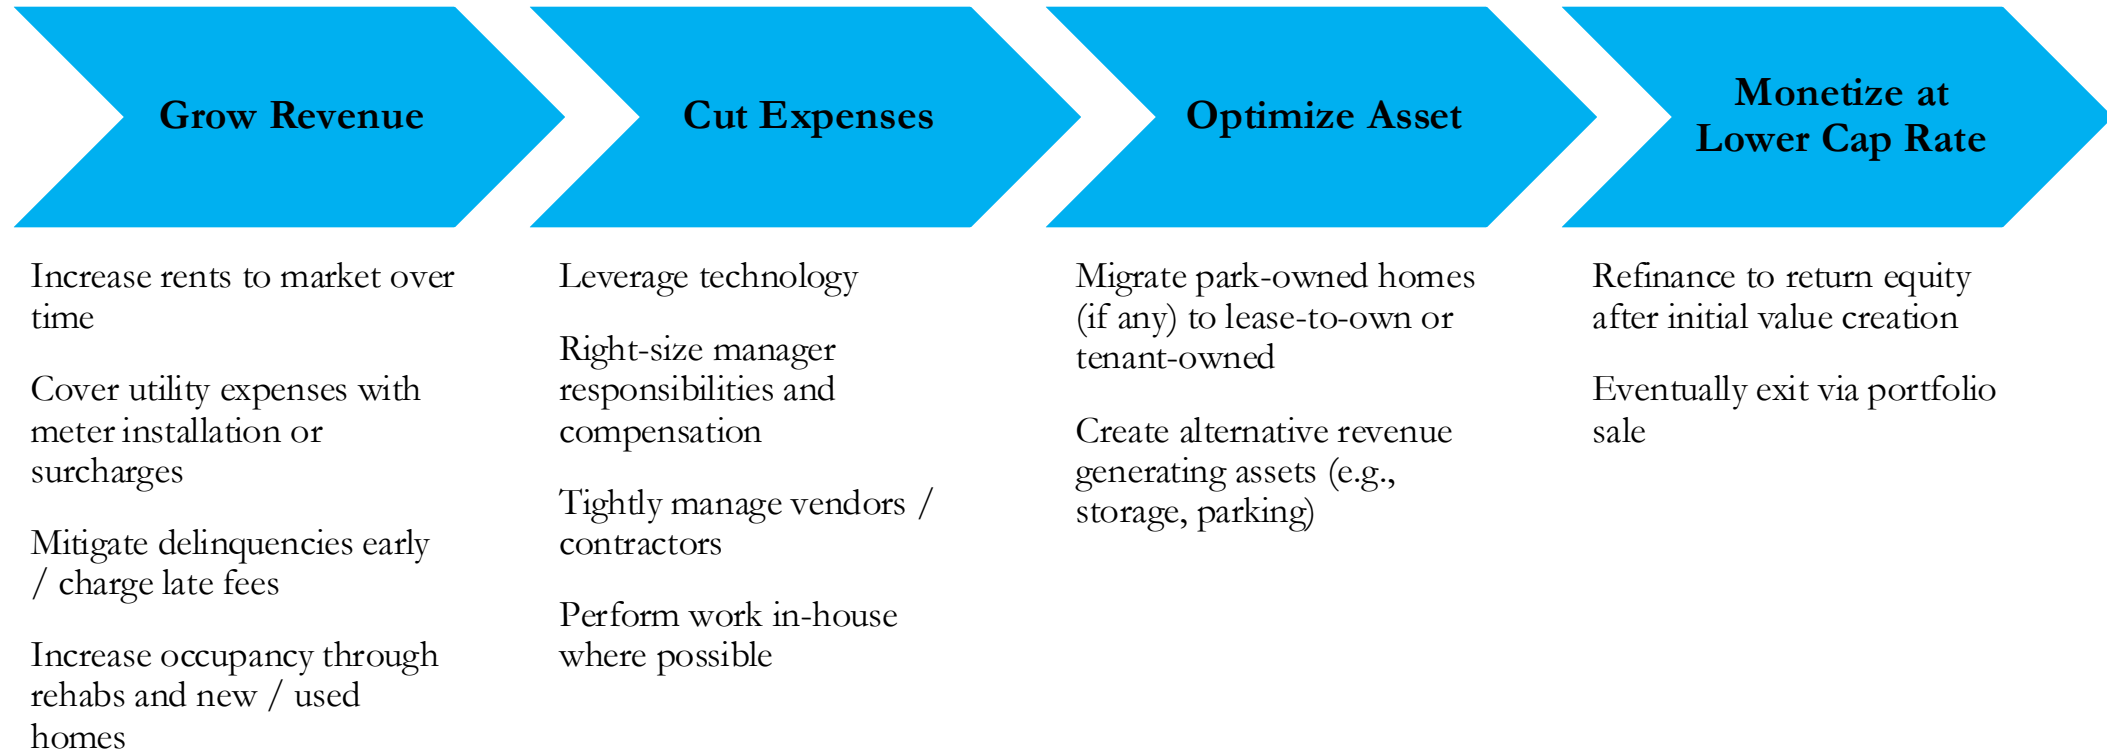 Grow Revenue
Cut Expenses
Optimize Asset
Monetize at
Lower Cap Rate
Increase rents to market over
time
Cover utility expenses with
meter installation or
surcharges
Mitigate delinquencies early
/ charge late fees
Increase occupancy through
rehabs and new / used
homes
Leverage technology
Right-size manager
responsibilities and
compensation
Tightly manage vendors /
contractors
Perform work in-house
where possible
Migrate park-owned homes
(if any) to lease-to-own or
tenant-owned
Create alternative revenue
generating assets (e.g.,
storage, parking)
Refinance to return equity
after initial value creation
Eventually exit via portfolio
sale